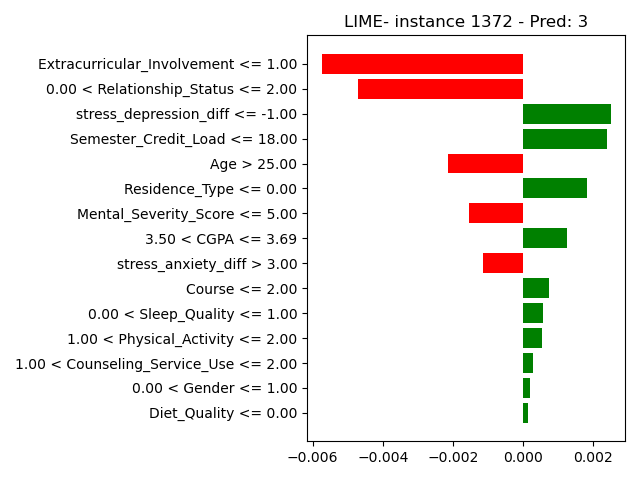 LIME- instance 1372 - Pred: 3
Extracurricular_Involvement <= 1.00
0.00 < Relationship_Status <= 2.00
stress_depression_diff <= -1.00
Semester_Credit_Load <= 18.00
Age > 25.00
Residence_Type <= 0.00
Mental_Severity_Score <= 5.00
3.50 < CGPA <= 3.69
stress_anxiety_diff > 3.00
Course <= 2.00
0.00 < Sleep_Quality <= 1.00
1.00 < Physical_Activity <= 2.00
1.00 < Counseling_Service_Use <= 2.00
0.00 < Gender <= 1.00
Diet_Quality <= 0.00
−0.006 −0.004 −0.002 0.000 0.002